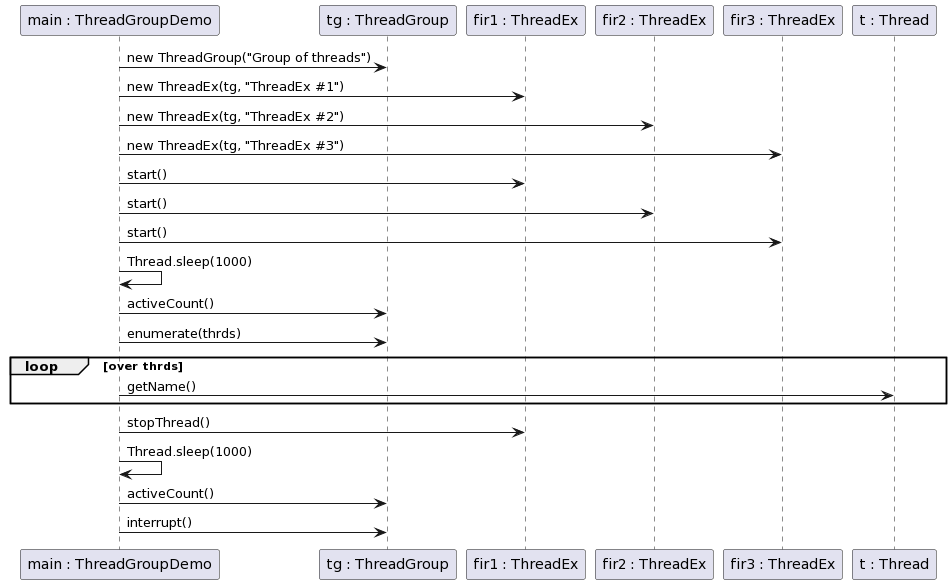 main : ThreadGroupDemo tg : ThreadGroup fir1 : ThreadEx fir2 : ThreadEx fir3 : ThreadEx t : Thread
new ThreadGroup("Group of threads")
new ThreadEx(tg, "ThreadEx #1")
new ThreadEx(tg, "ThreadEx #2")
new ThreadEx(tg, "ThreadEx #3")
start()
start()
start()
Thread.sleep(1000)
activeCount()
enumerate(thrds)
loop [over thrds]
getName()
stopThread()
Thread.sleep(1000)
activeCount()
interrupt()
main : ThreadGroupDemo tg : ThreadGroup fir1 : ThreadEx fir2 : ThreadEx fir3 : ThreadEx t : Thread